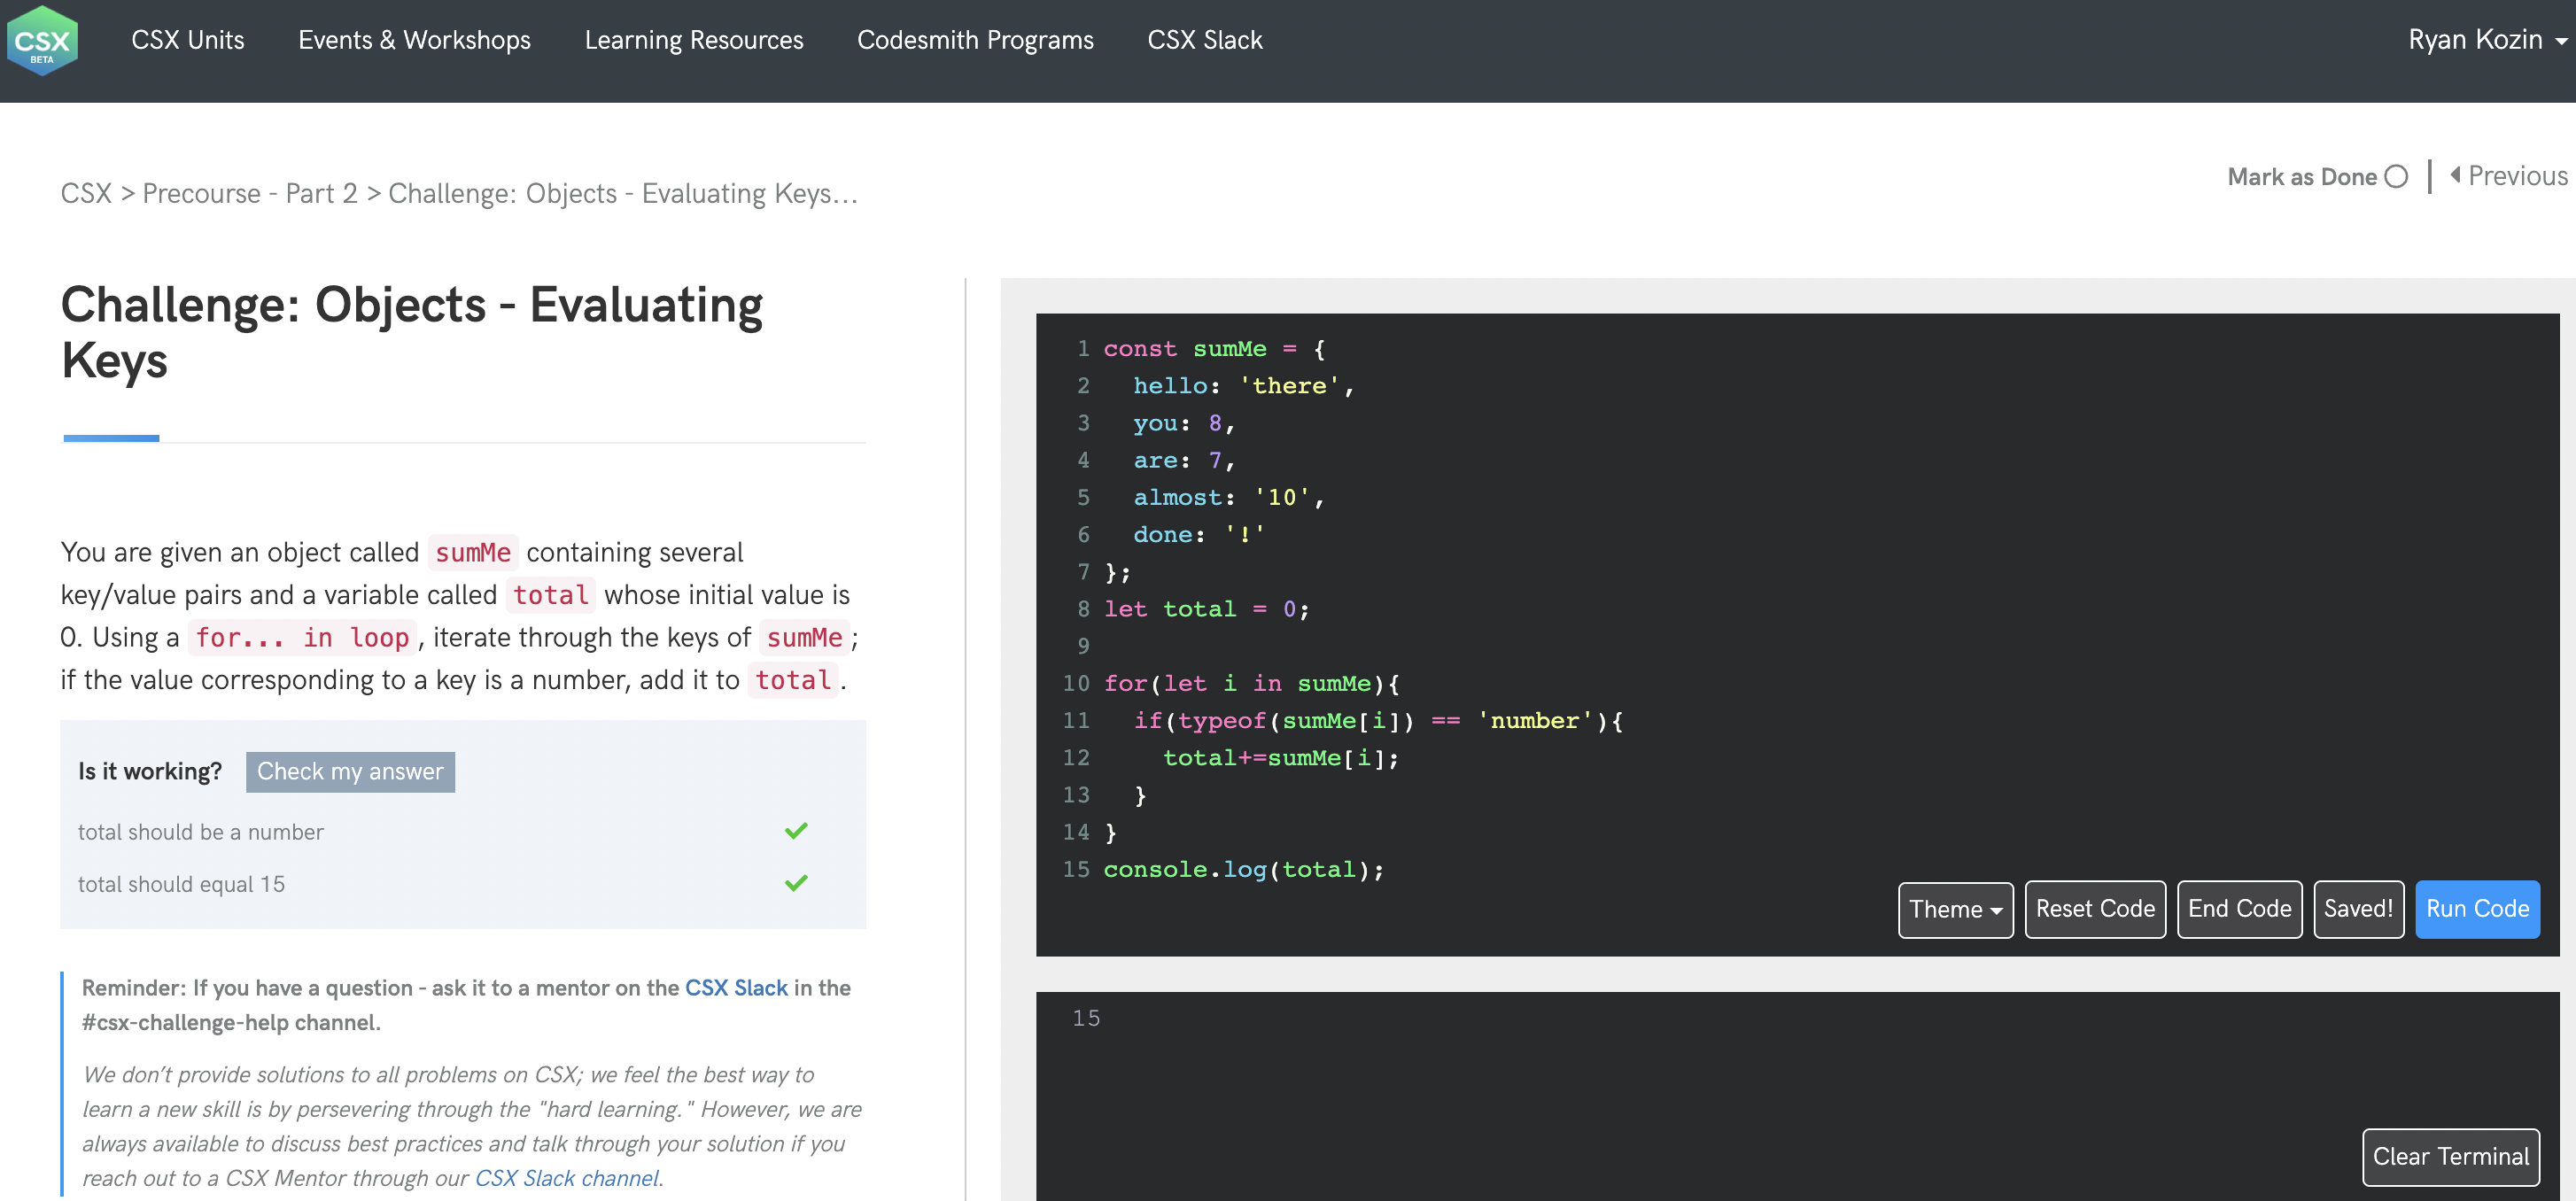 CSX
BETA
CSX Units
Events & Workshops
Learning Resources
Codesmith Programs
CSX Slack
Ryan Kozin
CSX > Precourse - Part 2 > Challenge: Objects - Evaluating Keys...
Mark as Done
Previous
Challenge: Objects - Evaluating
Keys
You are given an object called sumMe containing several
key/value pairs and a variable called total whose initial value is
0. Using a for... in loop, iterate through the keys of sumMe;
if the value corresponding to a key is a number, add it to total.
Is it working?
Check my answer
total should be a number
total should equal 15
Reminder: If you have a question - ask it to a mentor on the CSX Slack in the
#csx-challenge-help channel.
We don't provide solutions to all problems on CSX; we feel the best way to
learn a new skill is by persevering through the "hard learning." However, we are
always available to discuss best practices and talk through your solution if you
reach out to a CSX Mentor through our CSX Slack channel.
1 const sumMe = {
2   hello: 'there',
3   you: 8,
4   are: 7,
5   almost: '10',
6   done: '!'
7 };
8 let total = 0;
9
10 for(let i in sumMe){
11   if(typeof(sumMe[i]) == 'number'){
12     total+=sumMe[i];
13   }
14 }
15 console.log(total);
Theme
Reset Code
End Code
Saved!
Run Code
15
Clear Terminal